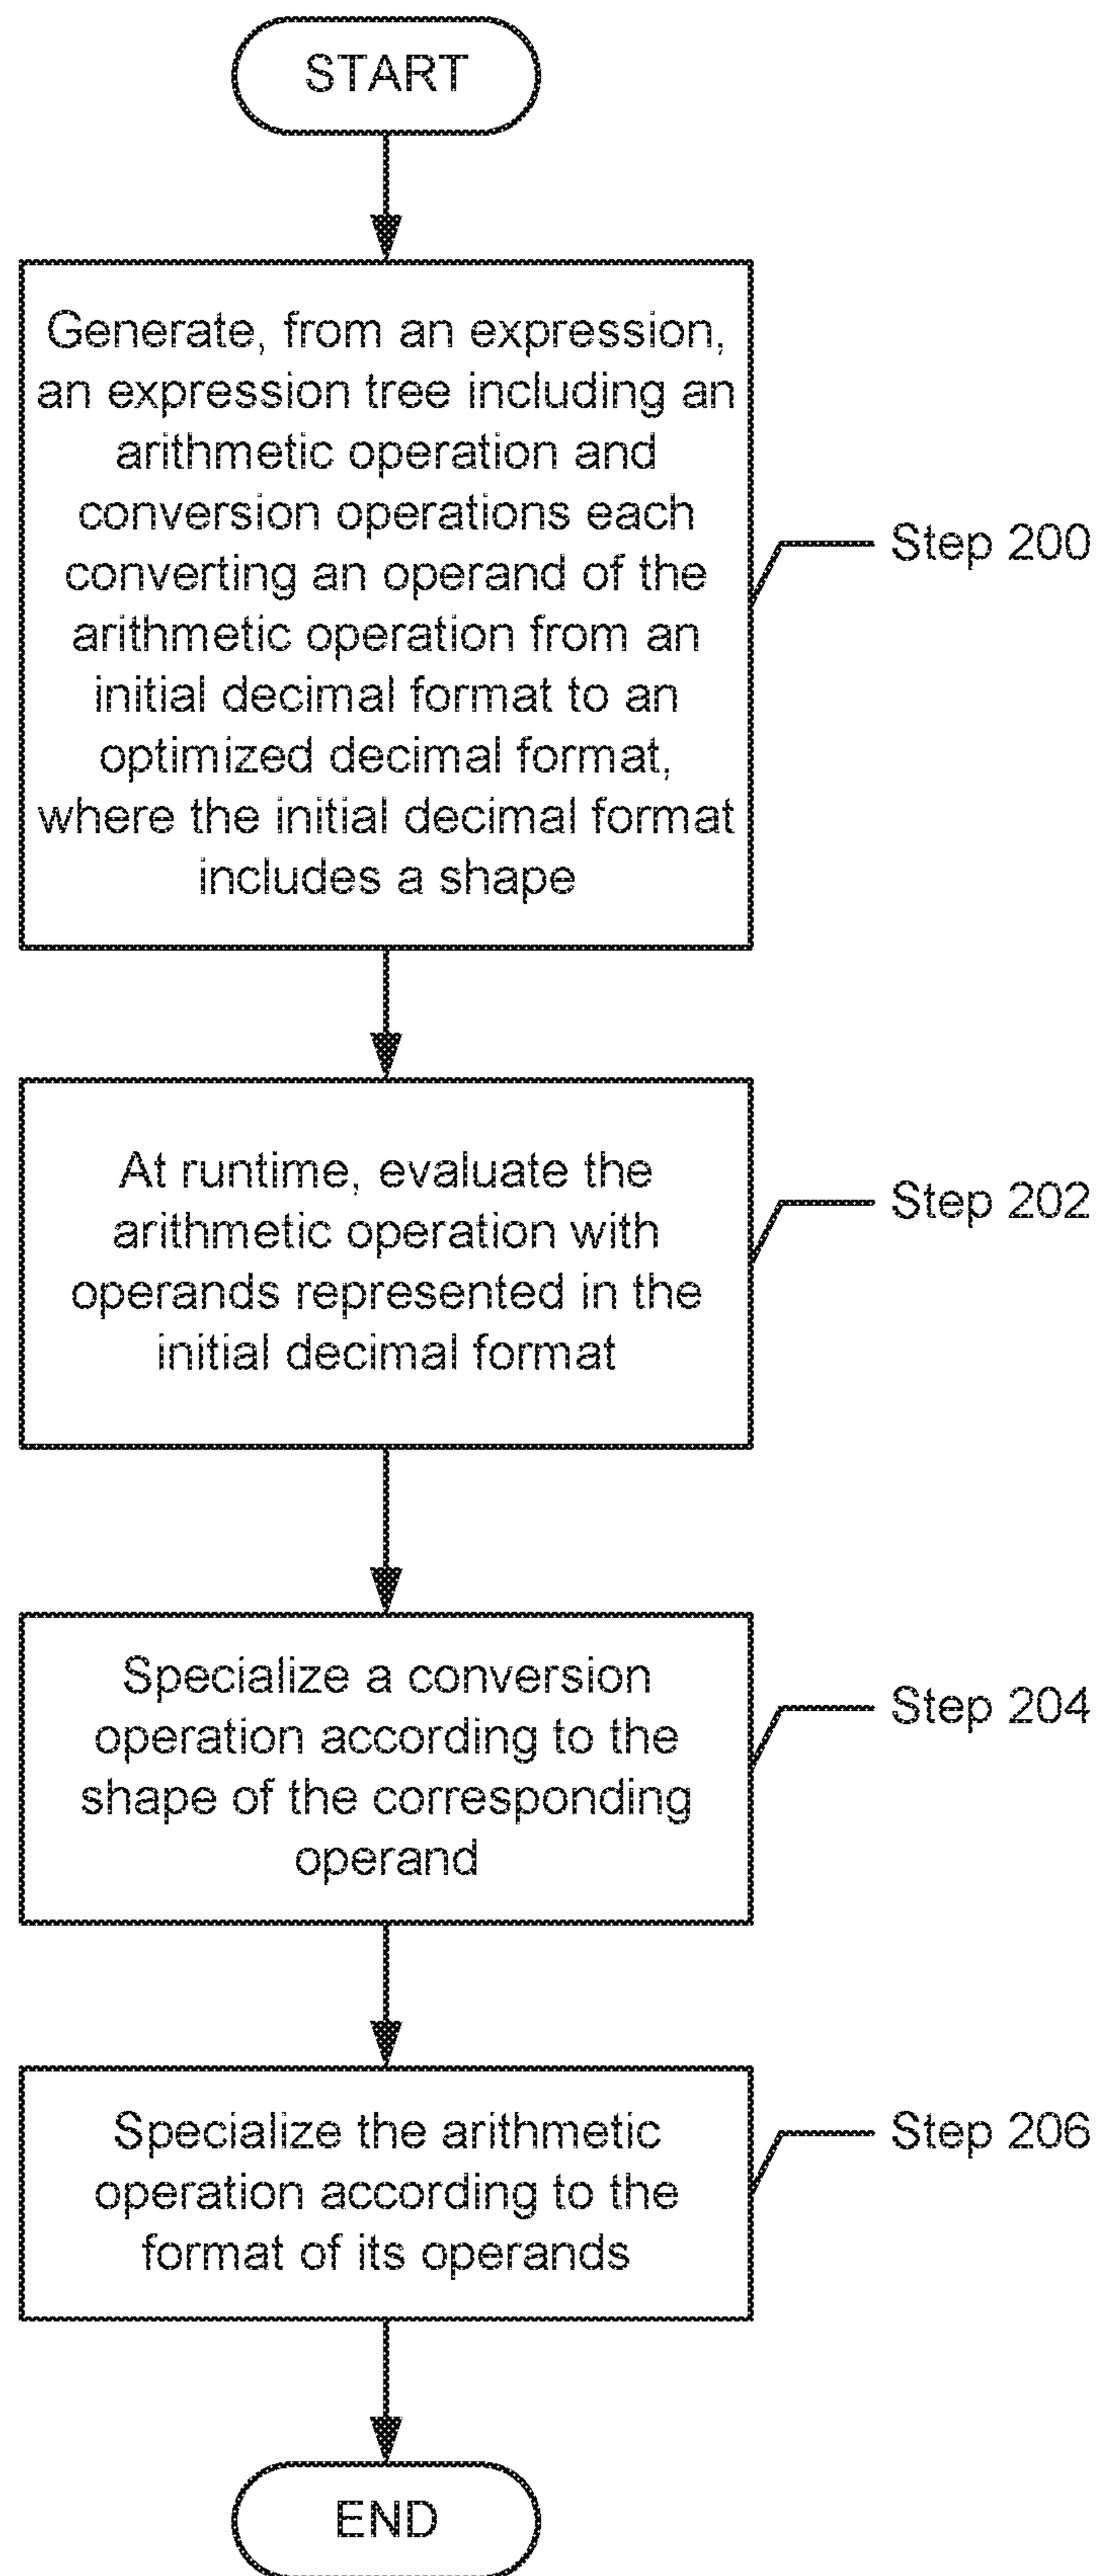 START
Generate, from an expression,
an expression tree including an
arithmetic operation and
conversion operations each
converting an operand of the
arithmetic operation from an
initial decimal format to an
optimized decimal format,
where the initial decimal format
includes a shape
Step 200
At runtime, evaluate the
arithmetic operation with
operands represented in the
initial decimal format
Step 202
Specialize a conversion
operation according to the
shape of the corresponding
operand
Step 204
Specialize the arithmetic
operation according to the
format of its operands
Step 206
END